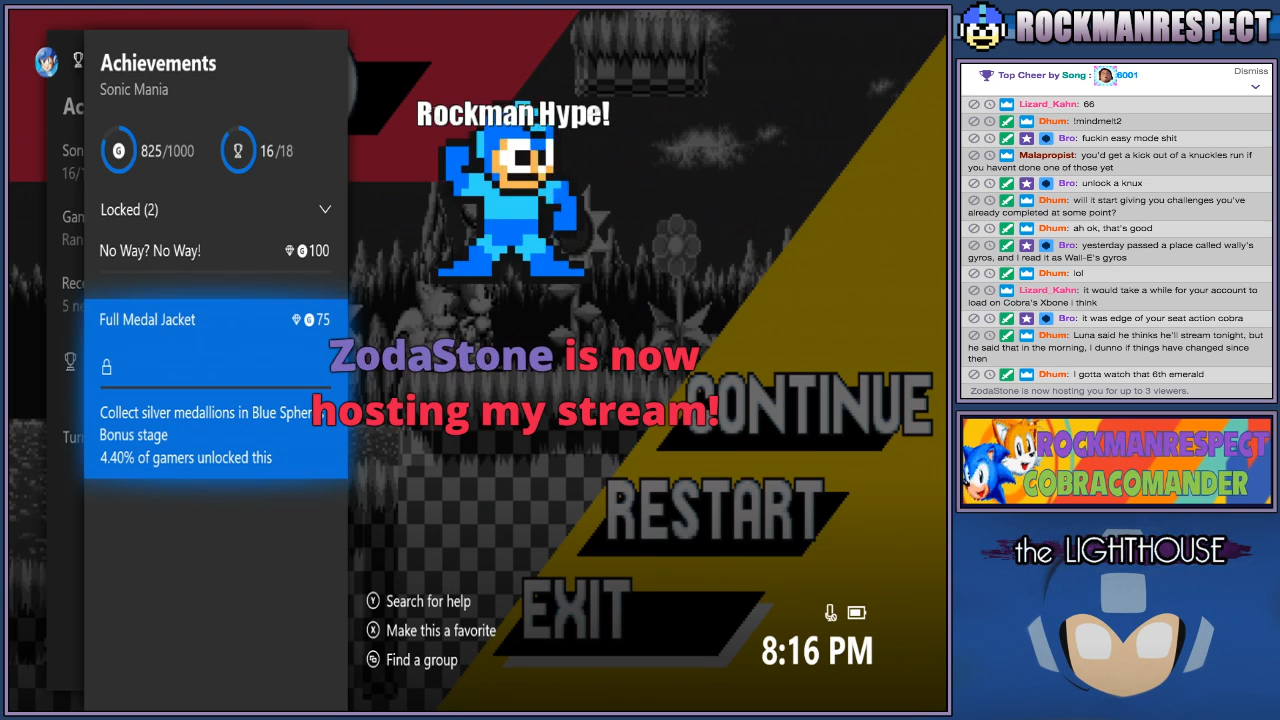 Achievements
Sonic Mania
825/1000
16/18
Locked (2)
No Way? No Way!
G 100
Full Medal Jacket
G 75
Collect silver medallions in Blue Spher
Bonus stage
4.40% of gamers unlocked this
Ac
Son
16/
Gam
Ran
Rec
5 ne
Tur
Rockman Hype!
ZodaStone is now
hosting my stream!
CONTINUE
RESTART
EXIT
Y Search for help
X Make this a favorite
Find a group
8:16 PM
ROCKMANRESPECT
Top Cheer by Song : 6001
Dismiss
Lizard_Kahn: 66
Dhum: !mindmelt2
Bro: fuckin easy mode shit
Malapropist: you'd get a kick out of a knuckles run if
you havent done one of those yet
Bro: unlock a knux
Dhum: will it start giving you challenges you've
already completed at some point?
Dhum: ah ok, that's good
Bro: yesterday passed a place called wally's
gyros, and I read it as Wall-E's gyros
Dhum: lol
Lizard_Kahn: it would take a while for your account to
load on Cobra's Xbone i think
Bro: it was edge of your seat action cobra
Dhum: Luna said he thinks he'll stream tonight, but
he said that in the morning, I dunno if things have changed since
then
Dhum: I gotta watch that 6th emerald
ZodaStone is now hosting you for up to 3 viewers.
ROCKMANRESPECT
COBRACOMANDER
the LIGHTHOUSE